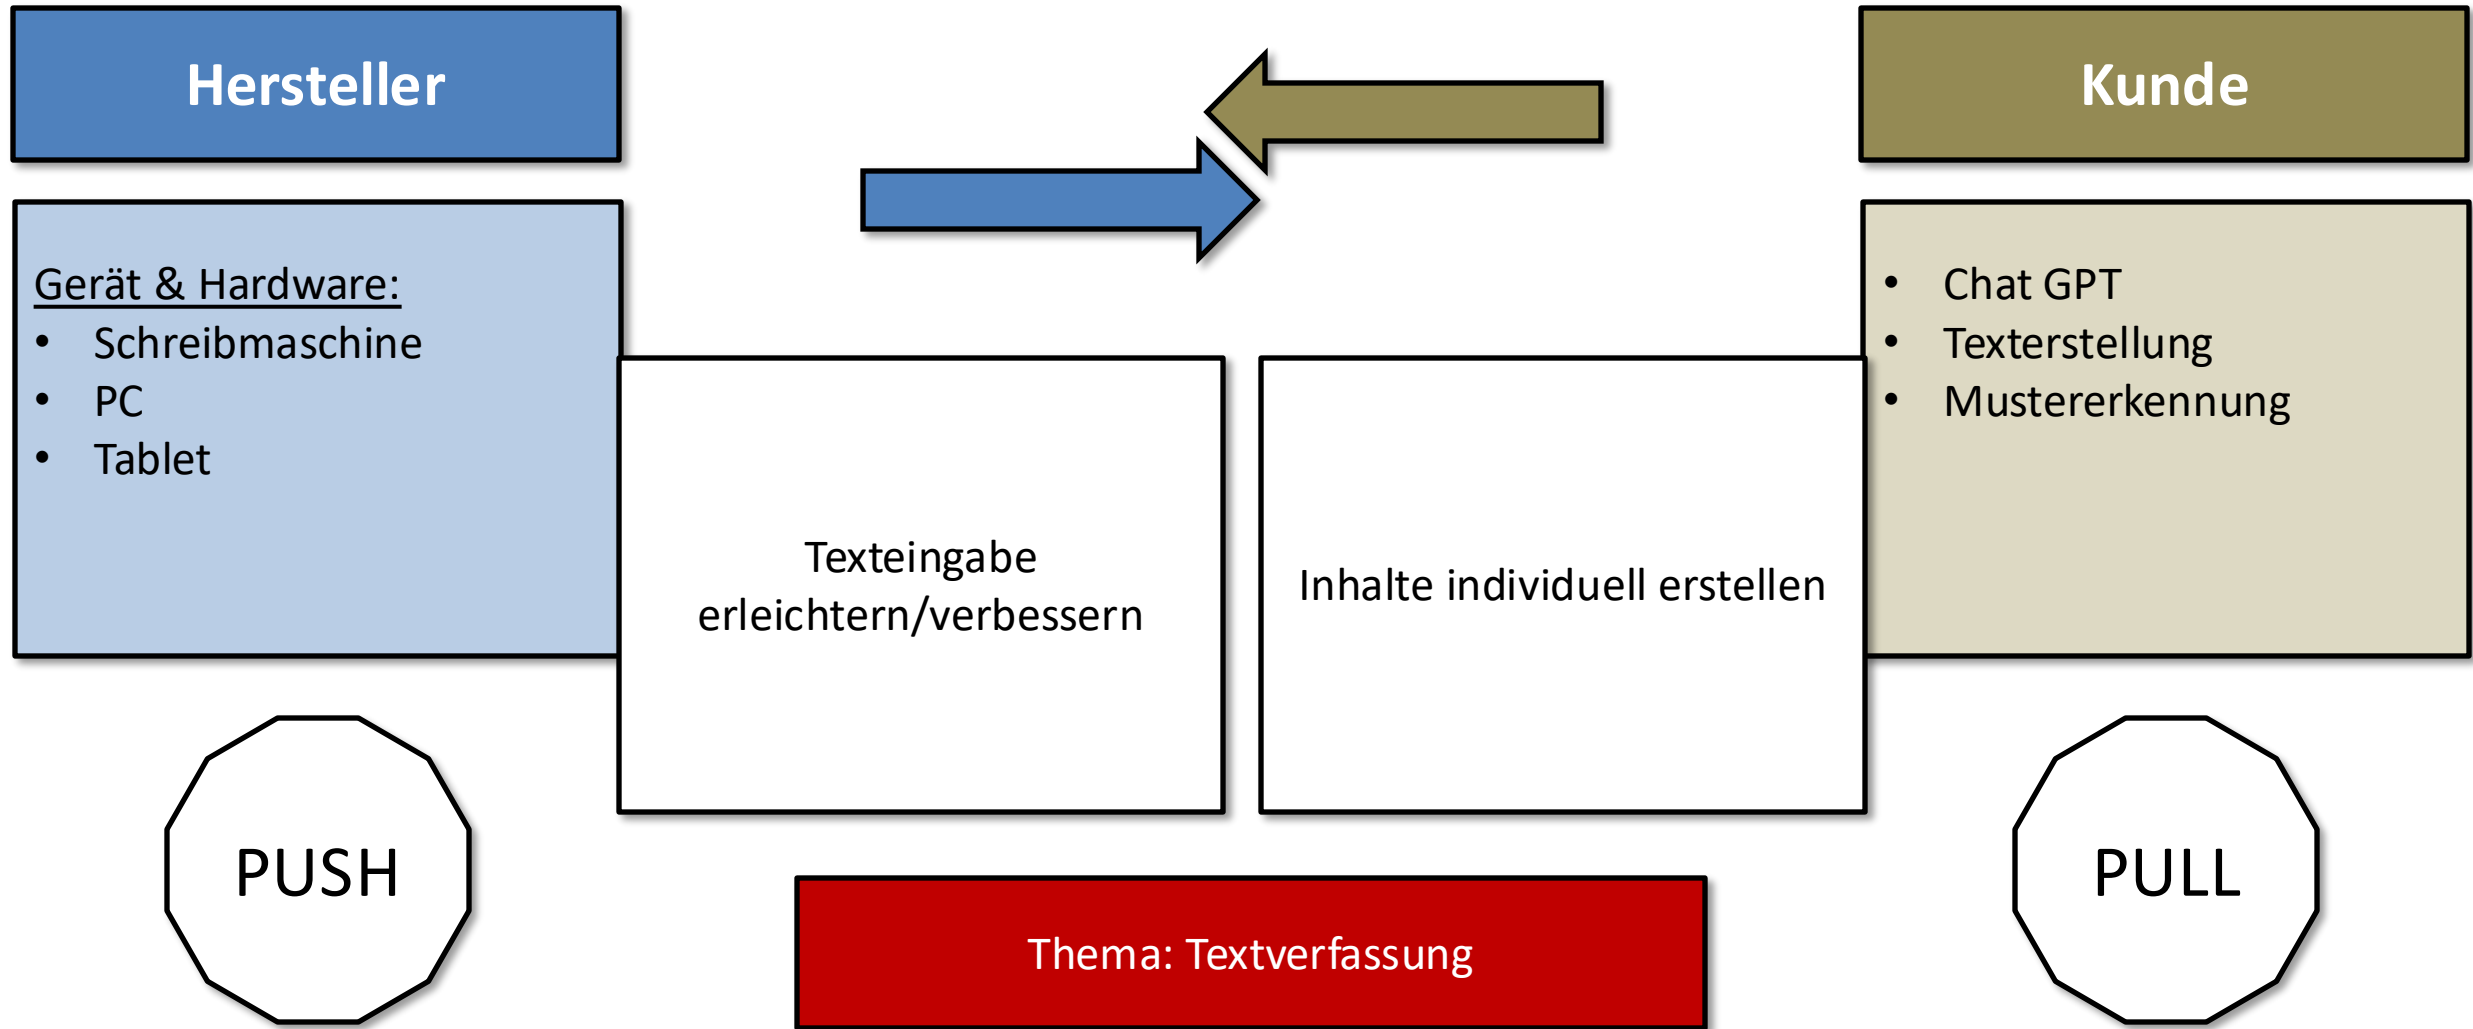 Hersteller
Kunde
Gerät & Hardware:
• Schreibmaschine
• PC
• Tablet
• Chat GPT
• Texterstellung
• Mustererkennung
Texteingabe
erleichtern/verbessern
Inhalte individuell erstellen
PUSH
PULL
Thema: Textverfassung